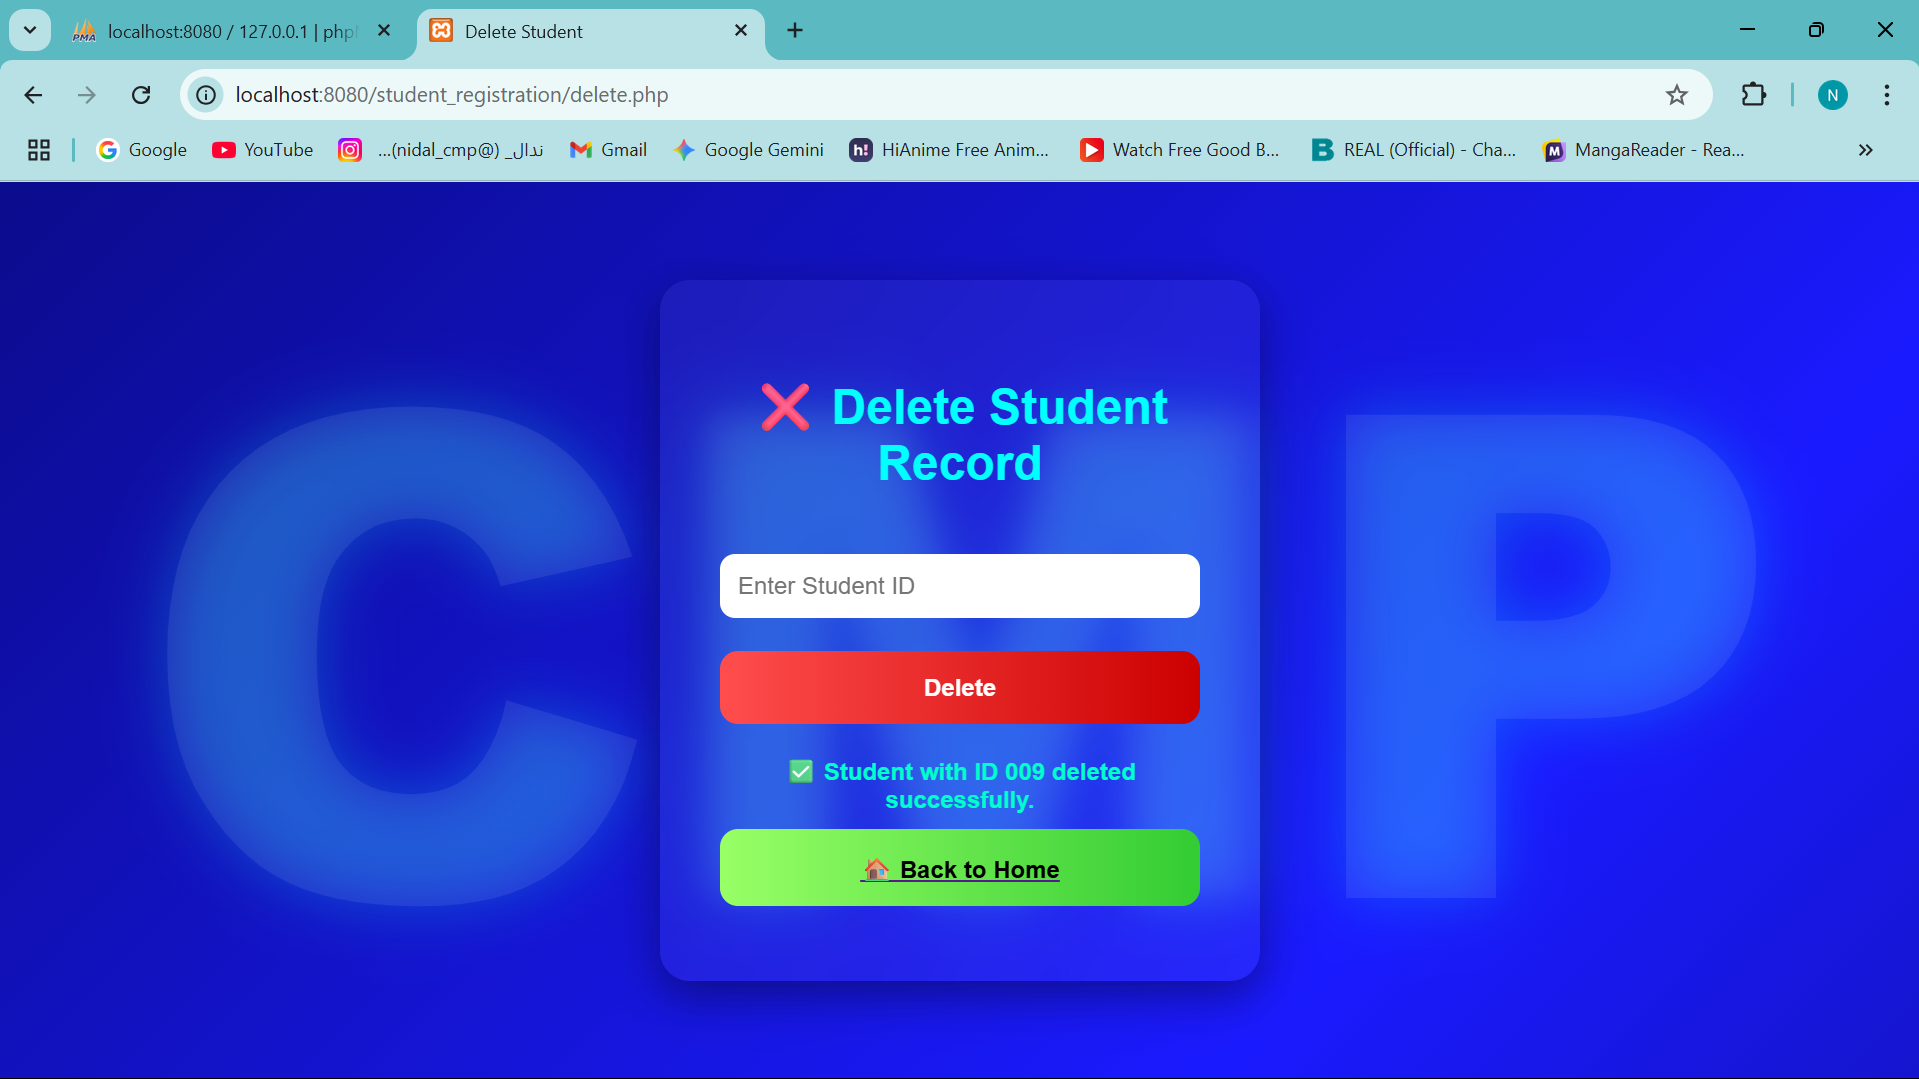 localhost:8080 / 127.0.0.1 | php
Delete Student
localhost:8080/student_registration/delete.php
N
Google
YouTube
ندال_ (@nidal_cmp)...
Gmail
Google Gemini
h! HiAnime Free Anim...
Watch Free Good B...
B REAL (Official) - Cha...
M MangaReader - Rea...
CMP
❌ Delete Student
Record
Enter Student ID
Delete
✅ Student with ID 009 deleted
successfully.
🏠 Back to Home